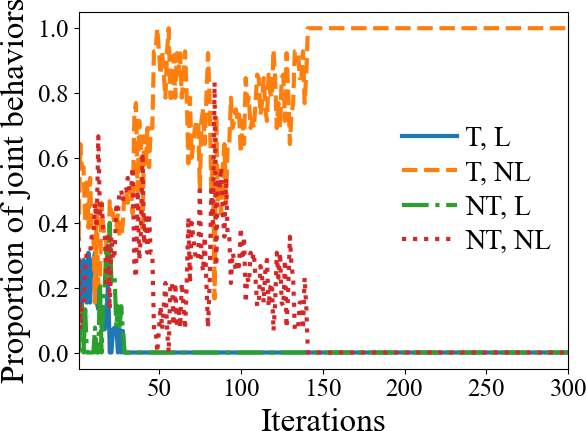 Proportion of joint behaviors
1.0
0.8
0.6
0.4
0.2
0.0
T, L
T, NL
NT, L
NT, NL
50 100 150 200 250 300
Iterations